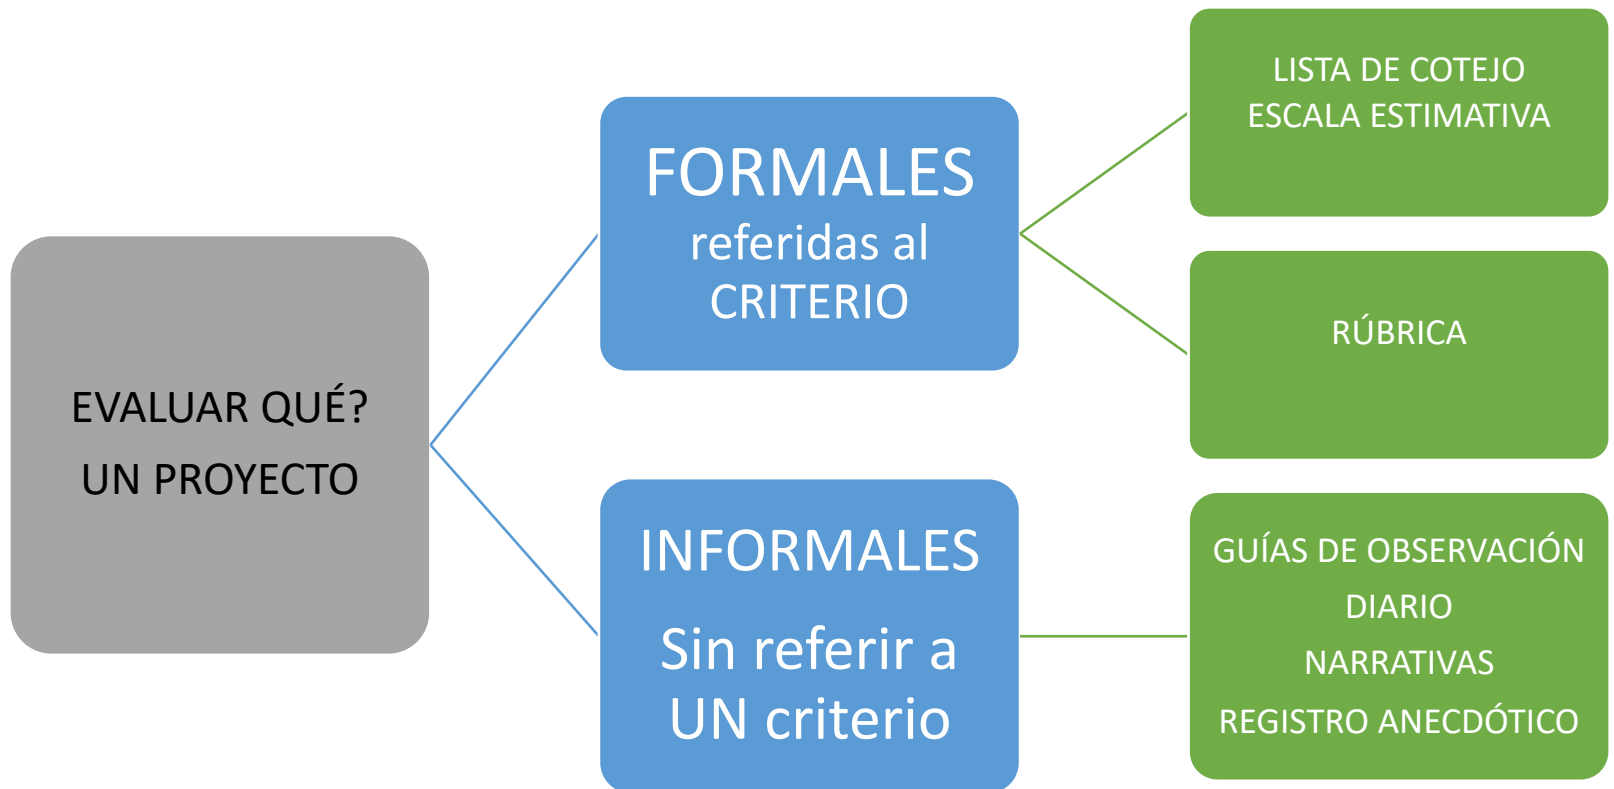 EVALUAR QUÉ?
UN PROYECTO
FORMALES
referidas al
CRITERIO
LISTA DE COTEJO
ESCALA ESTIMATIVA
RÚBRICA
INFORMALES
Sin referir a
UN criterio
GUÍAS DE OBSERVACIÓN
DIARIO
NARRATIVAS
REGISTRO ANECDÓTICO